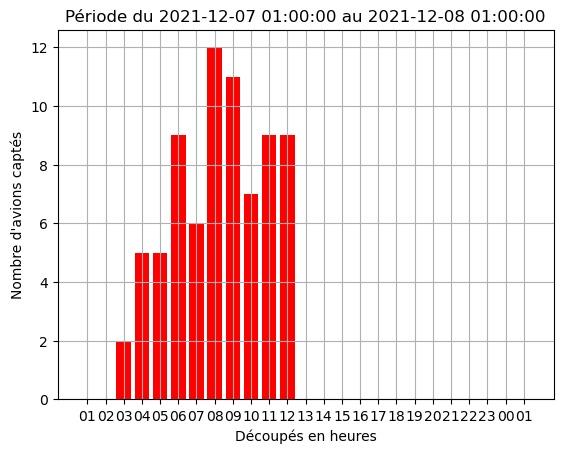 Période du 2021-12-07 01:00:00 au 2021-12-08 01:00:00
12
10
8
6
4
2
0
Nombre d'avions captés
01 02 03 04 05 06 07 08 09 10 11 12 13 14 15 16 17 18 19 20 21 22 23 00 01
Découpés en heures